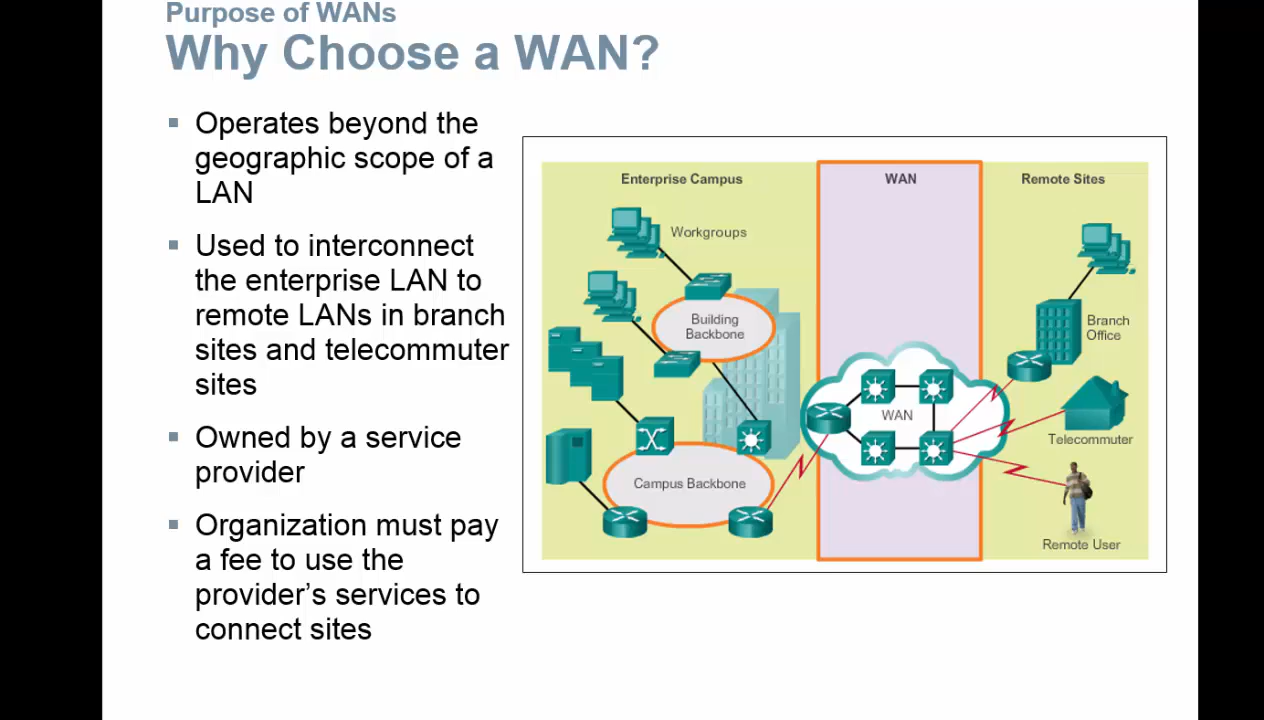 Purpose of WANs
Why Choose a WAN?
Operates beyond the
geographic scope of a
LAN
Used to interconnect
the enterprise LAN to
remote LANs in branch
sites and telecommuter
sites
Owned by a service
provider
Organization must pay
a fee to use the
provider's services to
connect sites
Enterprise Campus
WAN
Remote Sites
Workgroups
Building
Backbone
Branch
Office
WAN
Telecommuter
Campus Backbone
Remote User